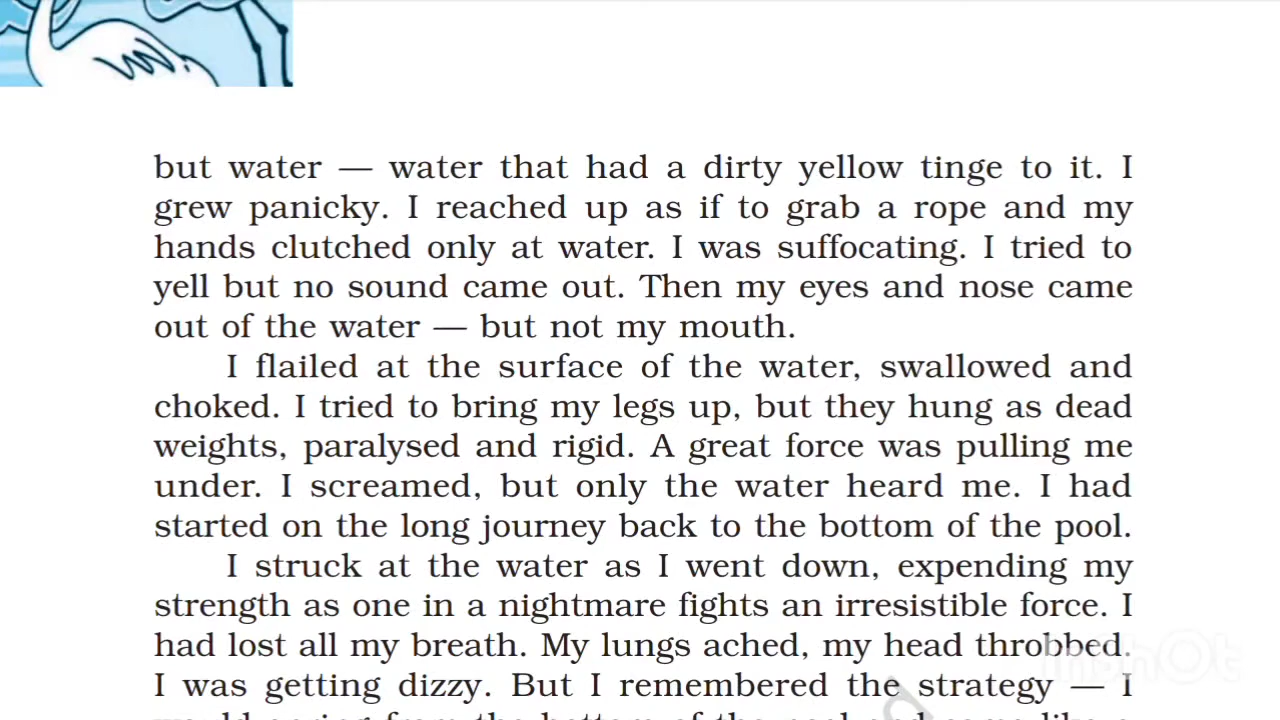 but water — water that had a dirty yellow tinge to it. I
grew panicky. I reached up as if to grab a rope and my
hands clutched only at water. I was suffocating. I tried to
yell but no sound came out. Then my eyes and nose came
out of the water — but not my mouth.
I flailed at the surface of the water, swallowed and
choked. I tried to bring my legs up, but they hung as dead
weights, paralysed and rigid. A great force was pulling me
under. I screamed, but only the water heard me. I had
started on the long journey back to the bottom of the pool.
I struck at the water as I went down, expending my
strength as one in a nightmare fights an irresistible force. I
had lost all my breath. My lungs ached, my head throbbed.
InShOt
I was getting dizzy. But I remembered the strategy — I